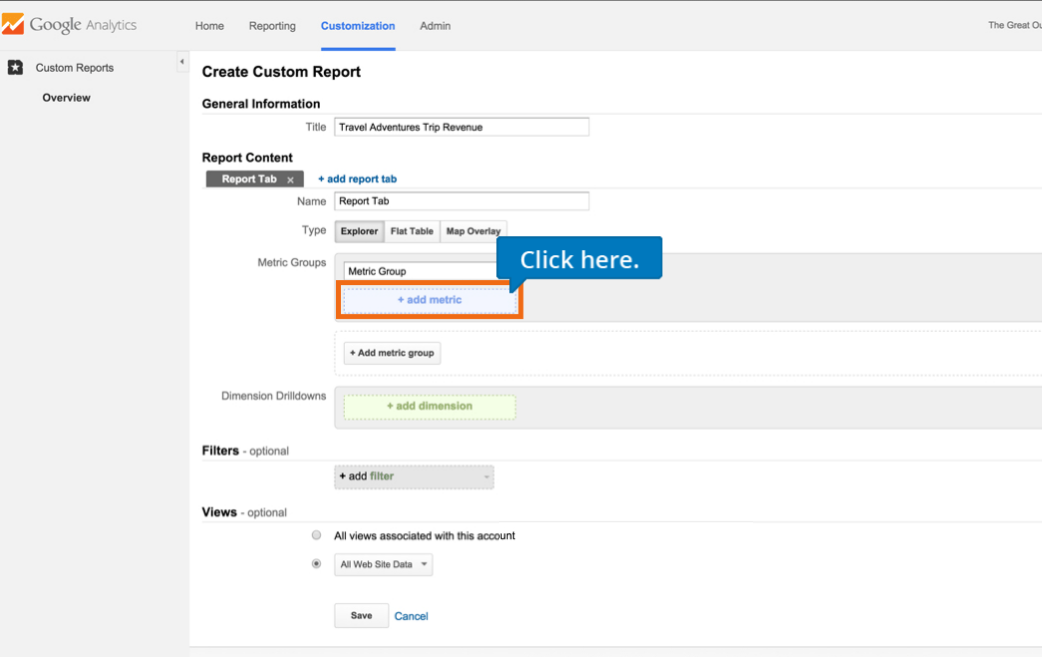 Google Analytics
Home Reporting Customization Admin
The Great Ou
Custom Reports
Overview
Create Custom Report
General Information
Title Travel Adventures Trip Revenue
Report Content
Report Tab x + add report tab
Name Report Tab
Type Explorer Flat Table Map Overlay
Click here.
Metric Groups
Metric Group
+ add metric
+ Add metric group
Dimension Drilldowns
+ add dimension
Filters - optional
+ add filter
Views - optional
All views associated with this account
All Web Site Data
Save Cancel